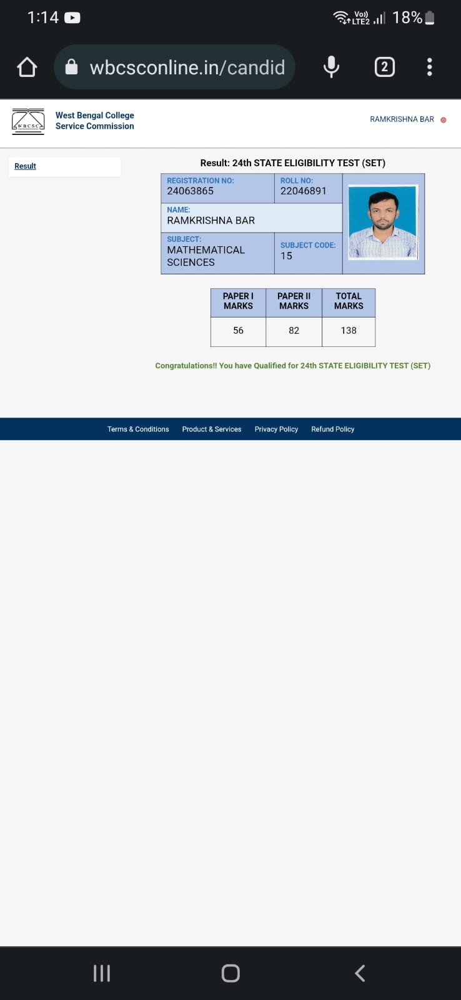 1:14
Vo)) LTE2 18%
wbcsconline.in/candid
2
WBCSC
West Bengal College
Service Commission
RAMKRISHNA BAR
Result
Result: 24th STATE ELIGIBILITY TEST (SET)
REGISTRATION NO:
24063865
ROLL NO:
22046891
NAME:
RAMKRISHNA BAR
SUBJECT:
MATHEMATICAL
SCIENCES
SUBJECT CODE:
15
PAPER I
MARKS
PAPER II
MARKS
TOTAL
MARKS
56 82 138
Congratulations!! You have Qualified for 24th STATE ELIGIBILITY TEST (SET)
Terms & Conditions Product & Services Privacy Policy Refund Policy